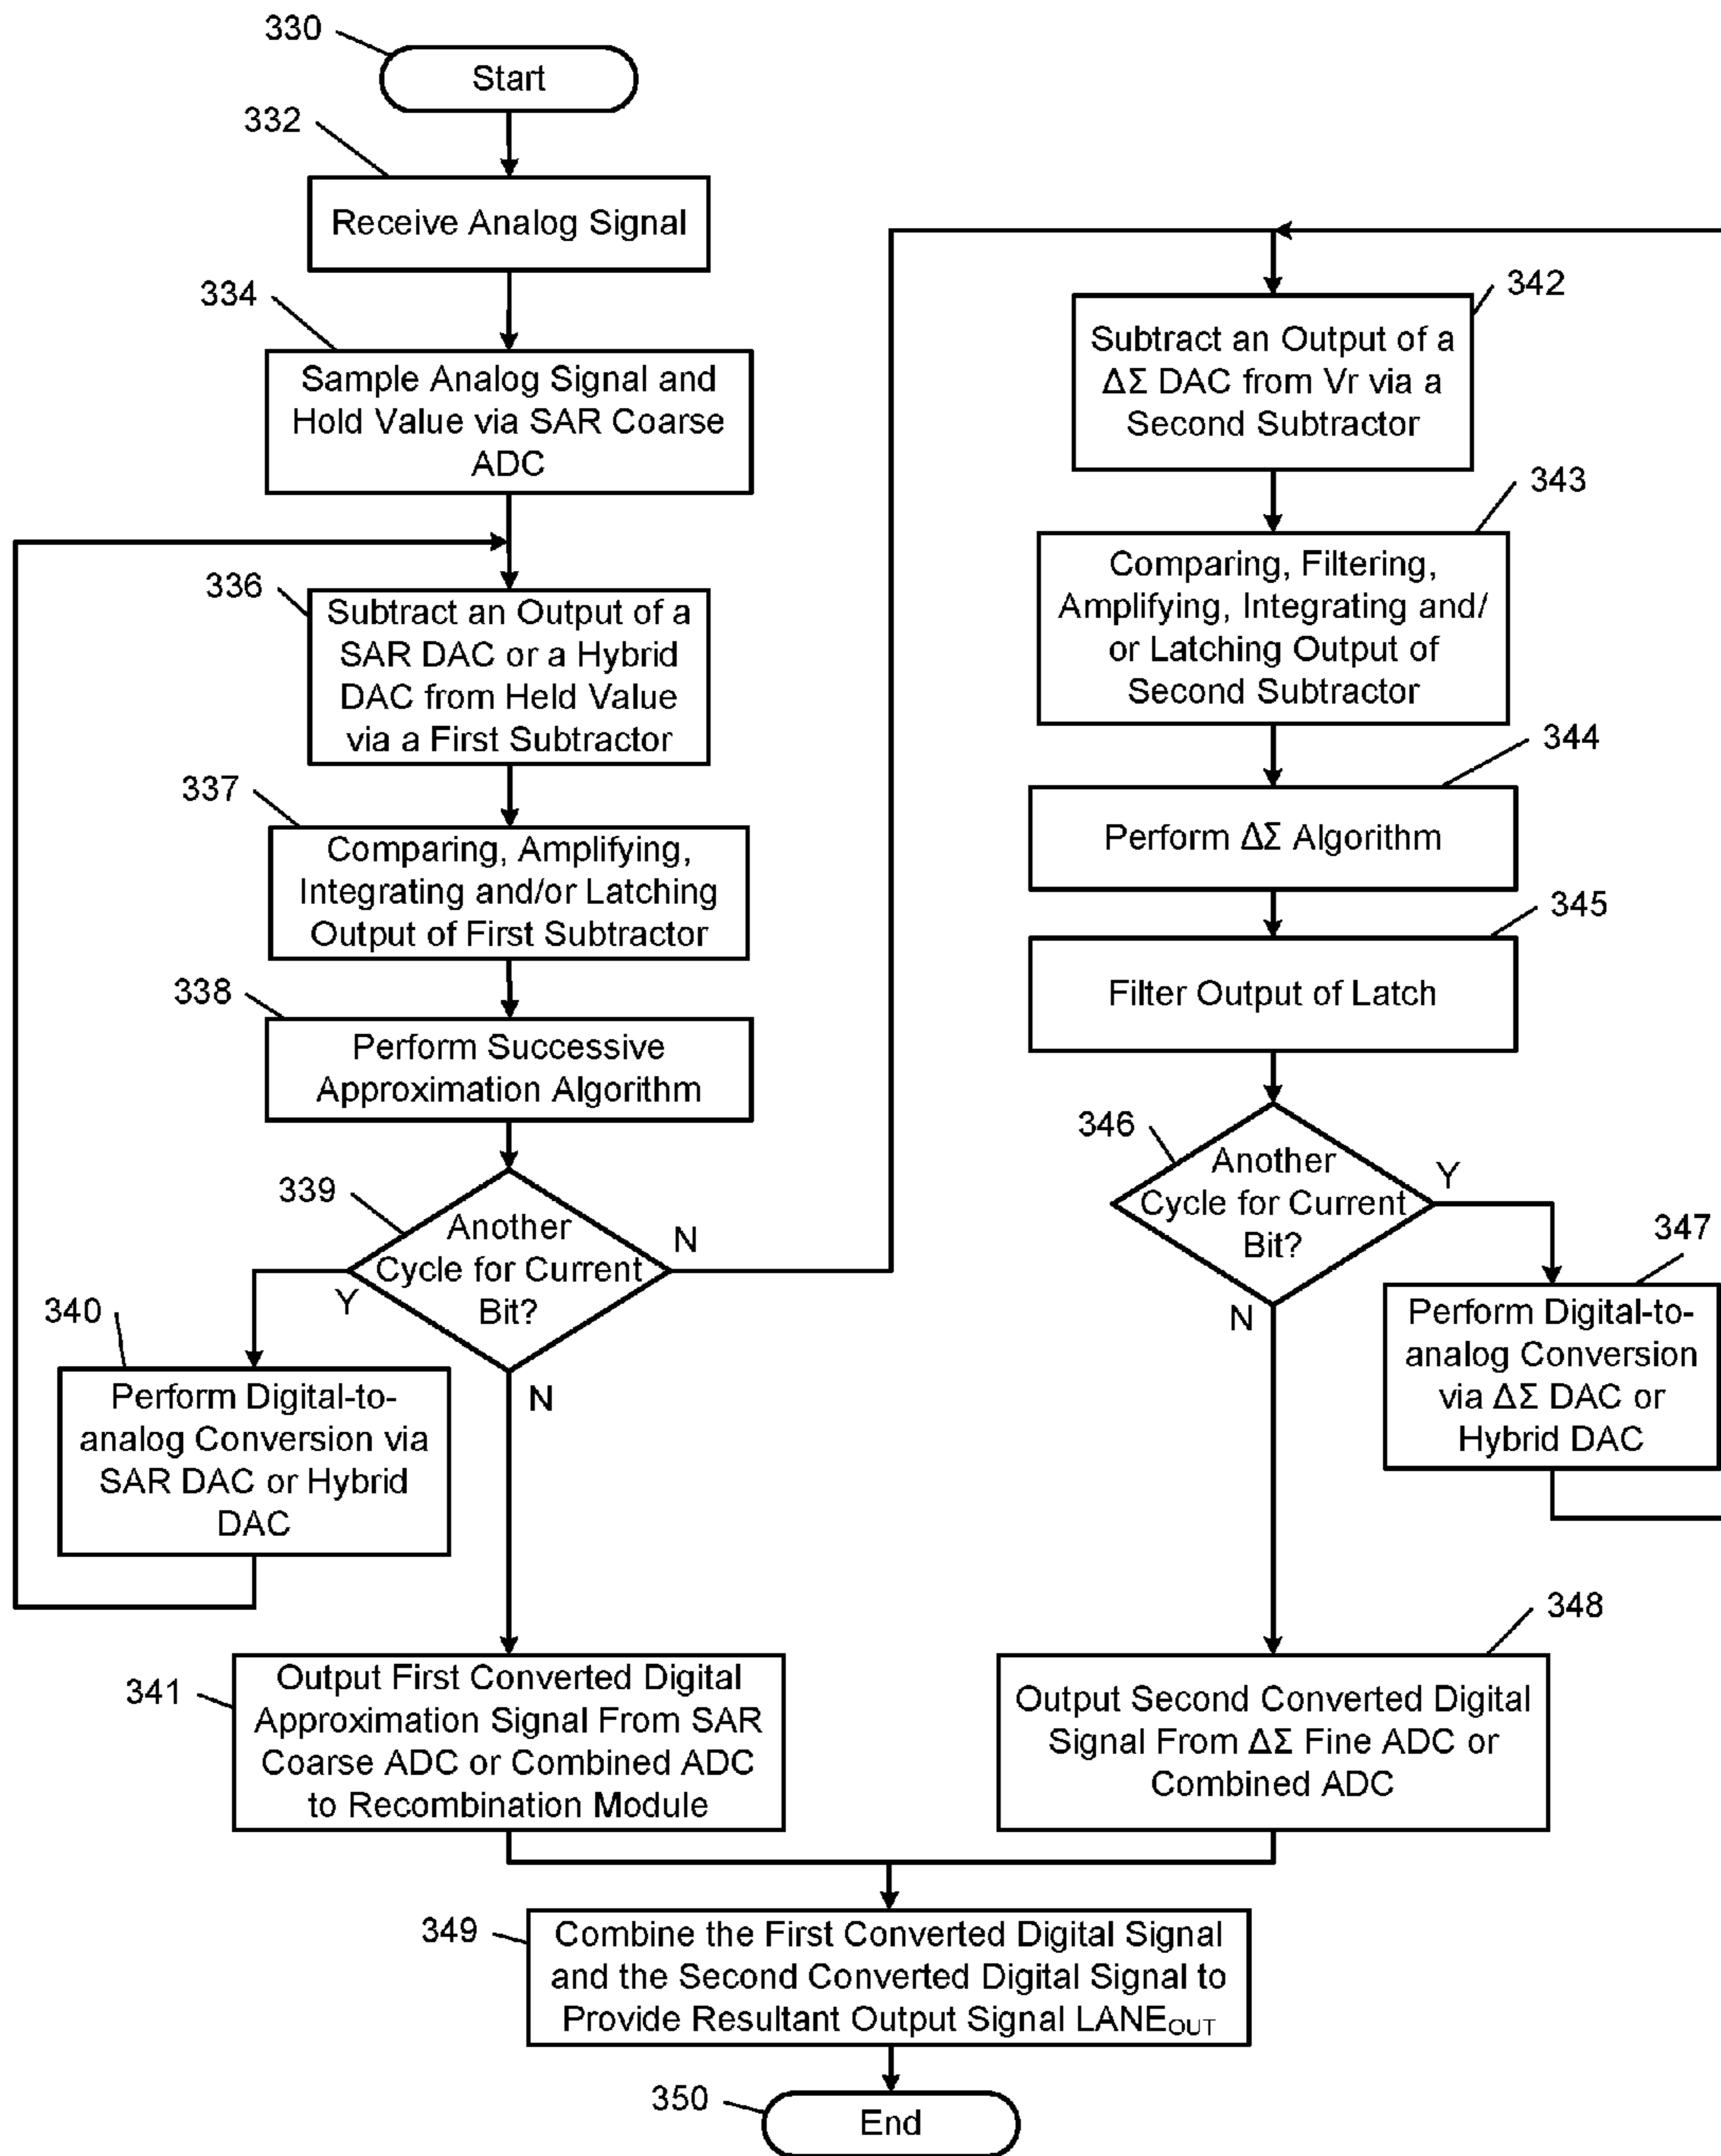 330
Start
332
Receive Analog Signal
334
Sample Analog Signal and
Hold Value via SAR Coarse
ADC
336
Subtract an Output of a
SAR DAC or a Hybrid
DAC from Held Value
via a First Subtractor
337
Comparing, Amplifying,
Integrating and/or Latching
Output of First Subtractor
338
Perform Successive
Approximation Algorithm
339
Another
Cycle for Current
Bit?
N
Y
N
340
Perform Digital-to-
analog Conversion via
SAR DAC or Hybrid
DAC
341
Output First Converted Digital
Approximation Signal From SAR
Coarse ADC or Combined ADC
to Recombination Module
342
Subtract an Output of a
ΔΣ DAC from Vr via a
Second Subtractor
343
Comparing, Filtering,
Amplifying, Integrating and/
or Latching Output of
Second Subtractor
344
Perform ΔΣ Algorithm
345
Filter Output of Latch
346
Another
Cycle for Current
Bit?
Y
N
347
Perform Digital-to-
analog Conversion
via ΔΣ DAC or
Hybrid DAC
348
Output Second Converted Digital
Signal From ΔΣ Fine ADC or
Combined ADC
349
Combine the First Converted Digital Signal
and the Second Converted Digital Signal to
Provide Resultant Output Signal LANEOUT
350
End